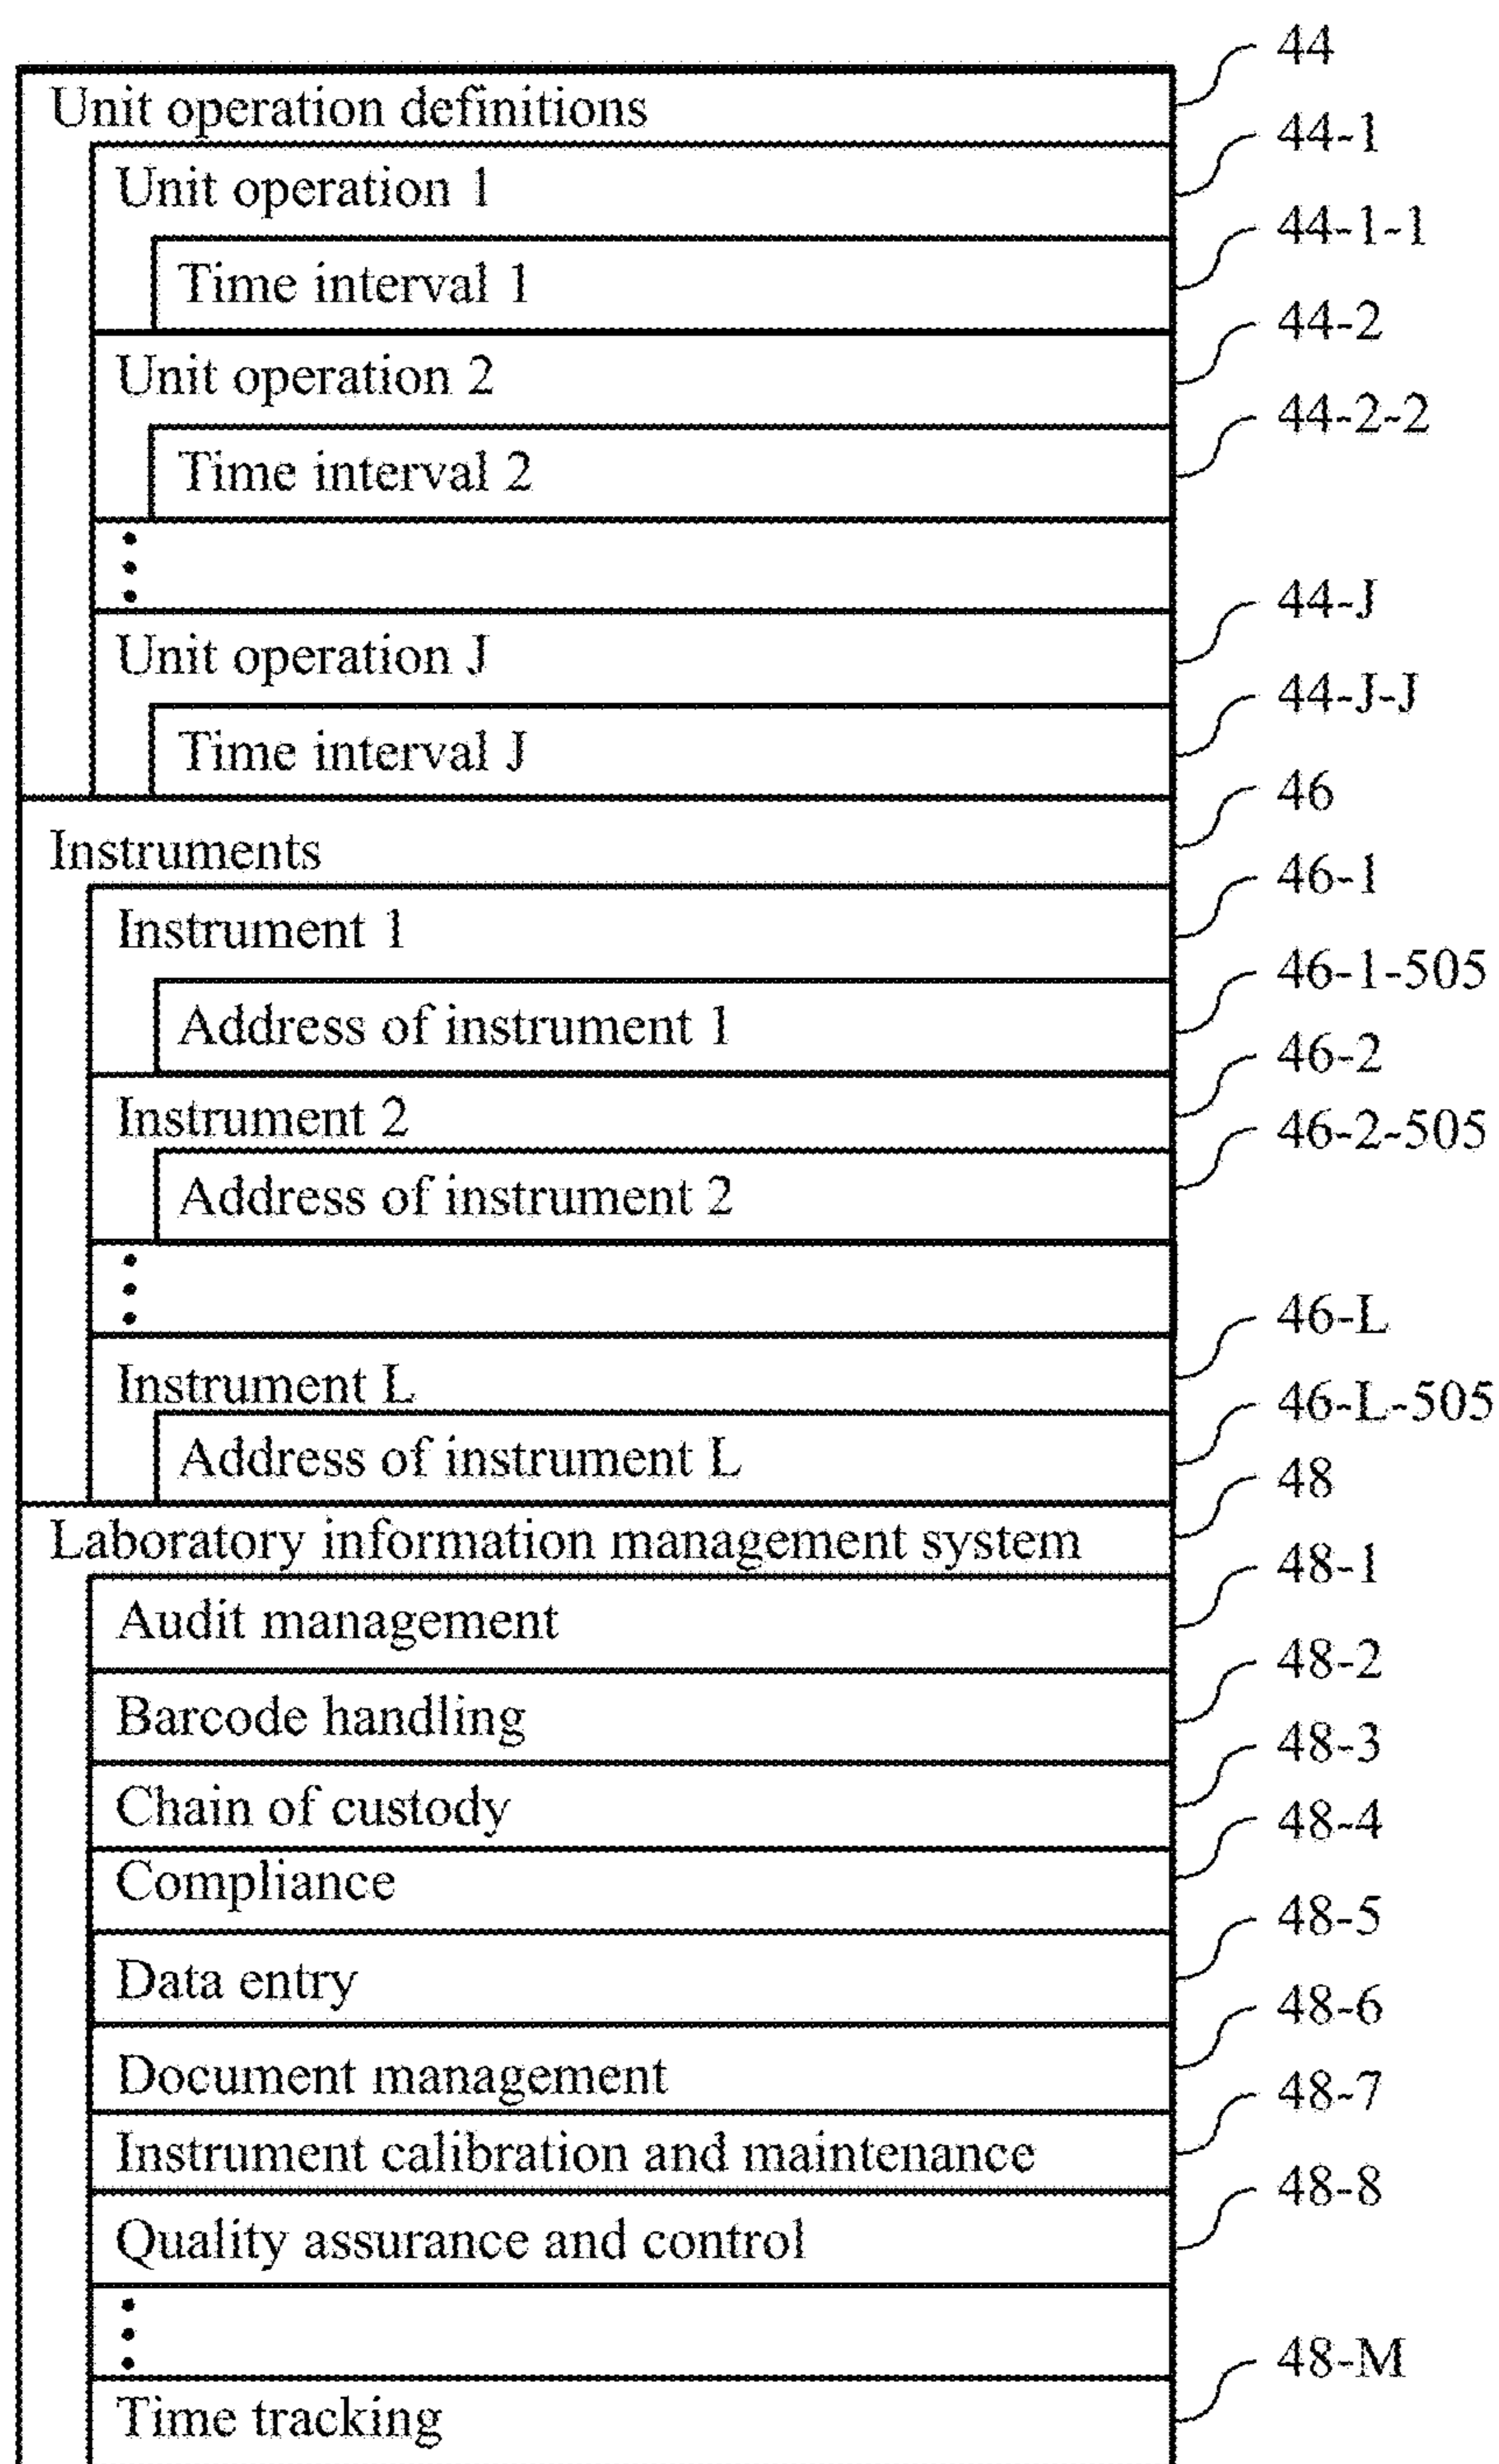 Unit operation definitions 44
Unit operation 1 44-1
Time interval 1 44-1-1
Unit operation 2 44-2
Time interval 2 44-2-2
Unit operation J 44-J
Time interval J 44-J-J
Instruments 46
Instrument 1 46-1
Address of instrument 1 46-1-505
Instrument 2 46-2
Address of instrument 2 46-2-505
Instrument L 46-L
Address of instrument L 46-L-505
Laboratory information management system 48
Audit management 48-1
Barcode handling 48-2
Chain of custody 48-3
Compliance 48-4
Data entry 48-5
Document management 48-6
Instrument calibration and maintenance 48-7
Quality assurance and control 48-8
Time tracking 48-M